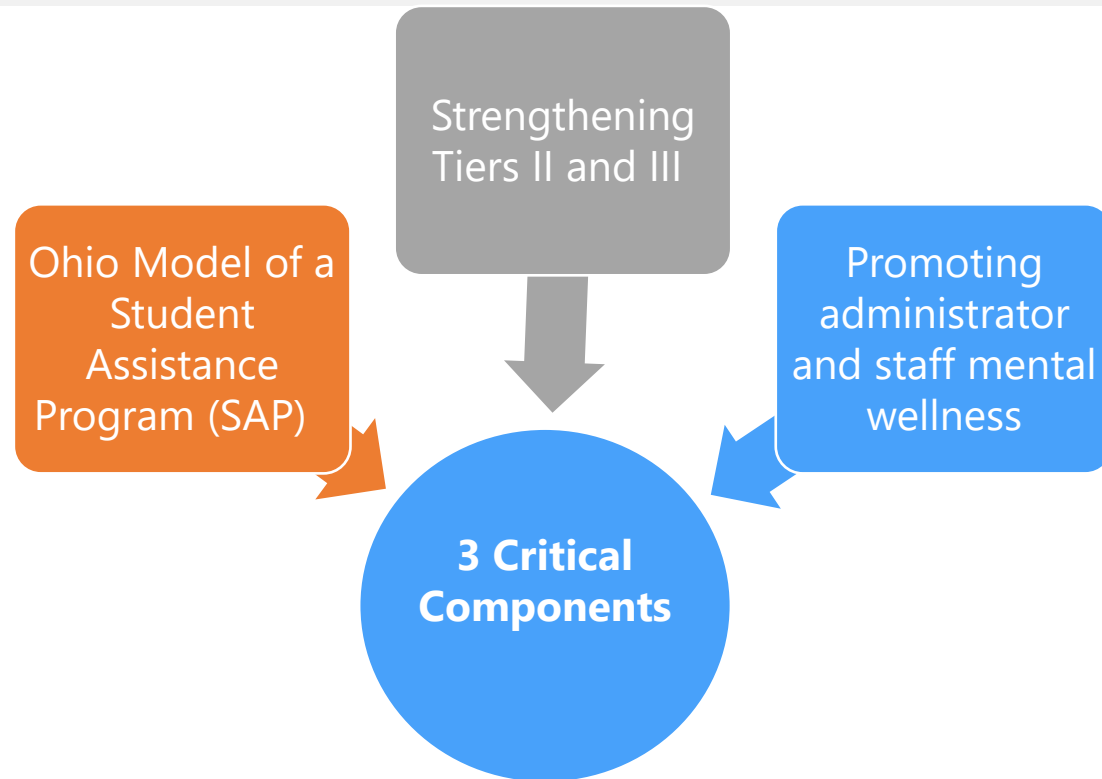 Strengthening
Tiers II and III
Ohio Model of a
Student
Assistance
Program (SAP)
Promoting
administrator
and staff mental
wellness
3 Critical
Components